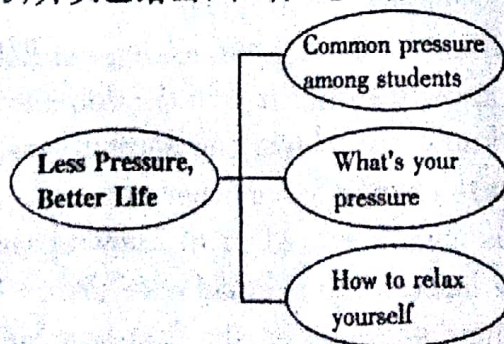 Common pressure
among students
Less Pressure,
Better Life
What's your
pressure
How to relax
yourself